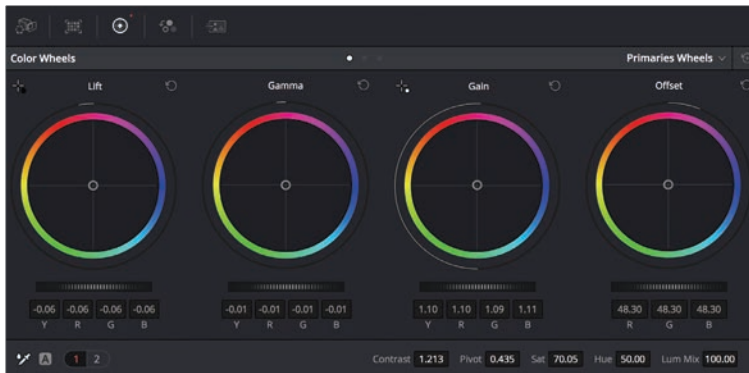 Color Wheels Primaries Wheels
Lift Gamma Gain Offset
-0.06 -0.06 -0.06 -0.06 -0.01 -0.01 -0.01 -0.01 1.10 1.10 1.09 1.11 48.30 48.30 48.30
Y R G B Y R G B Y R G B R G B
A 1 2 Contrast 1.213 Pivot 0.435 Sat 70.05 Hue 50.00 Lum Mix 100.00